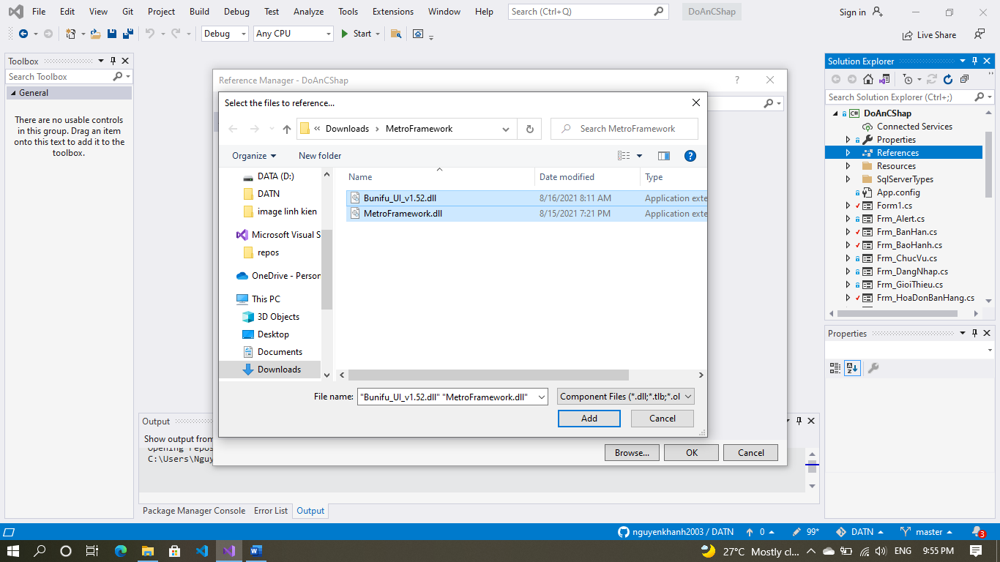 File Edit View Git Project Build Debug Test Analyze Tools Extensions Window Help Search (Ctrl+Q) DoAnCShap Sign in
Debug Any CPU Start Live Share
Toolbox
Search Toolbox
General
There are no usable controls
in this group. Drag an item
onto this text to add it to the
toolbox.
Reference Manager - DoAnCShap ?
Select the files to reference...
« Downloads > MetroFramework Search MetroFramework
Organize New folder ?
DATA (D:)
DATN
image linh kien
Microsoft Visual S
repos
OneDrive - Person
This PC
3D Objects
Desktop
Documents
Downloads
Name Date modified Type
Bunifu_UI_v1.52.dll 8/16/2021 8:11 AM Application exte
MetroFramework.dll 8/15/2021 7:21 PM Application exte
File name: "Bunifu_UI_v1.52.dll" "MetroFramework.dll" Component Files (*.dll;*.tlb;*.ol
Add Cancel
Browse... OK Cancel
Output
Show output from
Opening repos
C:\Users\Nguy
Package Manager Console Error List Output
Solution Explorer
Search Solution Explorer (Ctrl+;)
C# DoAnCShap
Connected Services
Properties
References
Resources
SqlServerTypes
App.config
Form1.cs
Frm_Alert.cs
Frm_BanHan.cs
Frm_BaoHanh.cs
Frm_ChucVu.cs
Frm_DangNhap.cs
Frm_GioiThieu.cs
Frm_HoaDonBanHang.cs
Properties
nguyenkhanh2003 / DATN 0 99* DATN master 3
27°C Mostly cl... ENG 9:55 PM